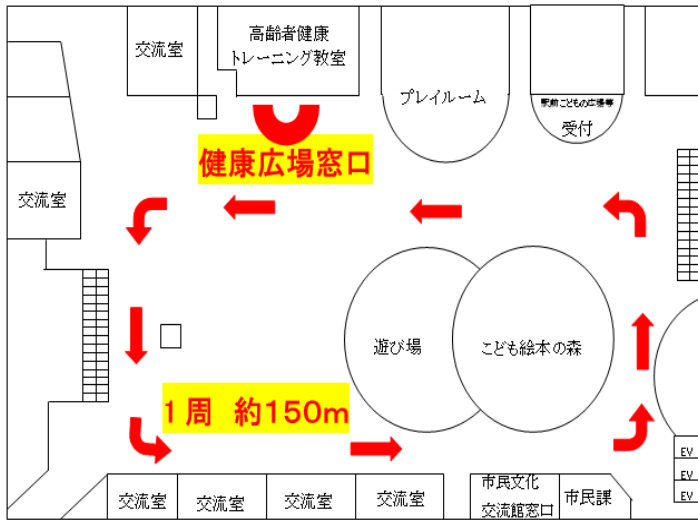 高齢者健康
トレーニング教室
交流室
プレイルーム
駅前こどもの広場等
受付
健康広場窓口
交流室
遊び場
こども絵本の森
1周 約150m
EV
EV
EV
交流室
交流室
交流室
交流室
市民文化
交流館窓口
市民課